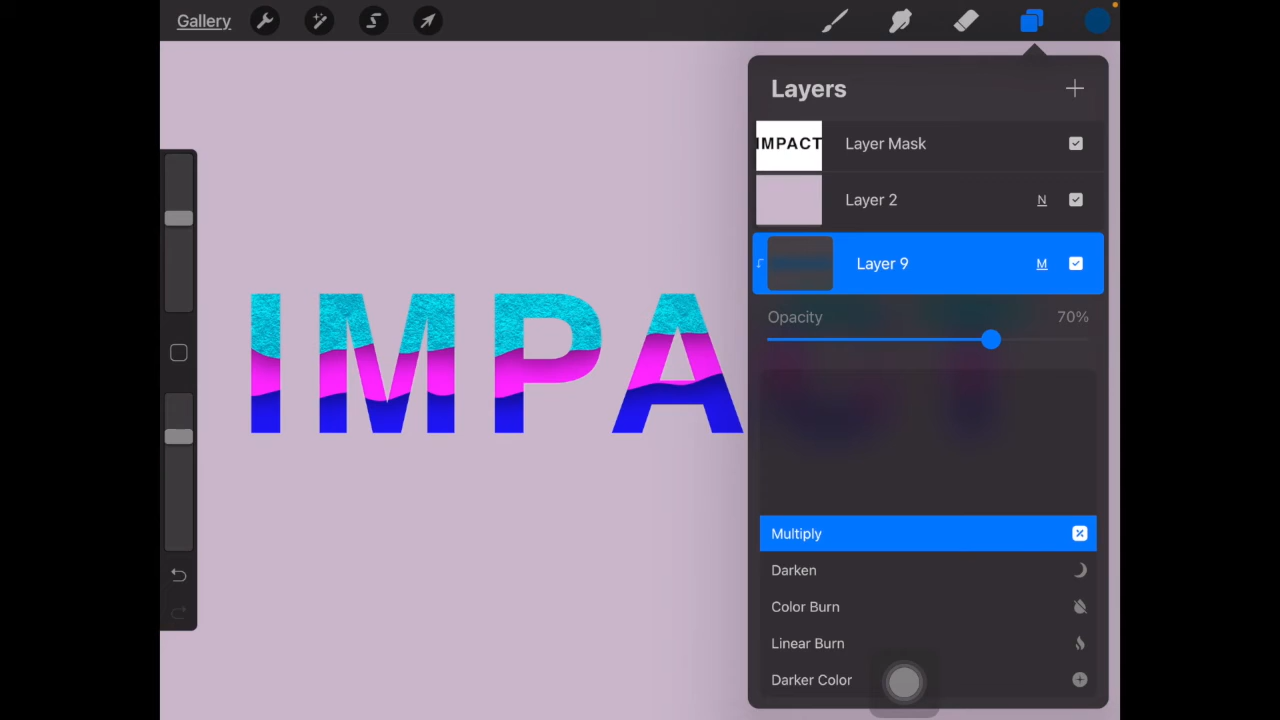 Gallery
Layers
IMPACT Layer Mask
Layer 2 N
Layer 9 M
Opacity 70%
IMPA
Multiply
Darken
Color Burn
Linear Burn
Darker Color